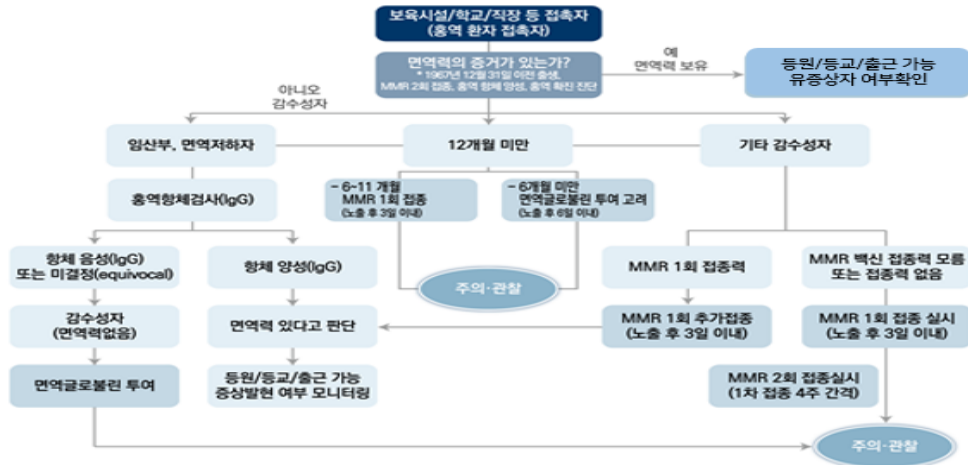 보육시설/학교/직장 등 접촉자
(홍역 환자 접촉자)
면역력의 증거가 있는가?
* 1967년 12월 31일 이전 출생,
MMR 2회 접종, 홍역 항체 양성, 홍역 확진 진단
예
면역력 보유
등원/등교/출근 가능
유증상자 여부확인
아니오
감수성자
임산부, 면역저하자
12개월 미만
기타 감수성자
홍역항체검사(IgG)
- 6~11 개월
MMR 1회 접종
(노출 후 3일 이내)
- 6개월 미만
면역글로불린 투여 고려
(노출 후 6일 이내)
항체 음성(IgG)
또는 미결정(equivocal)
항체 양성(IgG)
주의·관찰
MMR 1회 접종력
MMR 백신 접종력 모름
또는 접종력 없음
감수성자
(면역력없음)
면역력 있다고 판단
MMR 1회 추가접종
(노출 후 3일 이내)
MMR 1회 접종 실시
(노출 후 3일 이내)
면역글로불린 투여
등원/등교/출근 가능
증상발현 여부 모니터링
MMR 2회 접종실시
(1차 접종 4주 간격)
주의·관찰